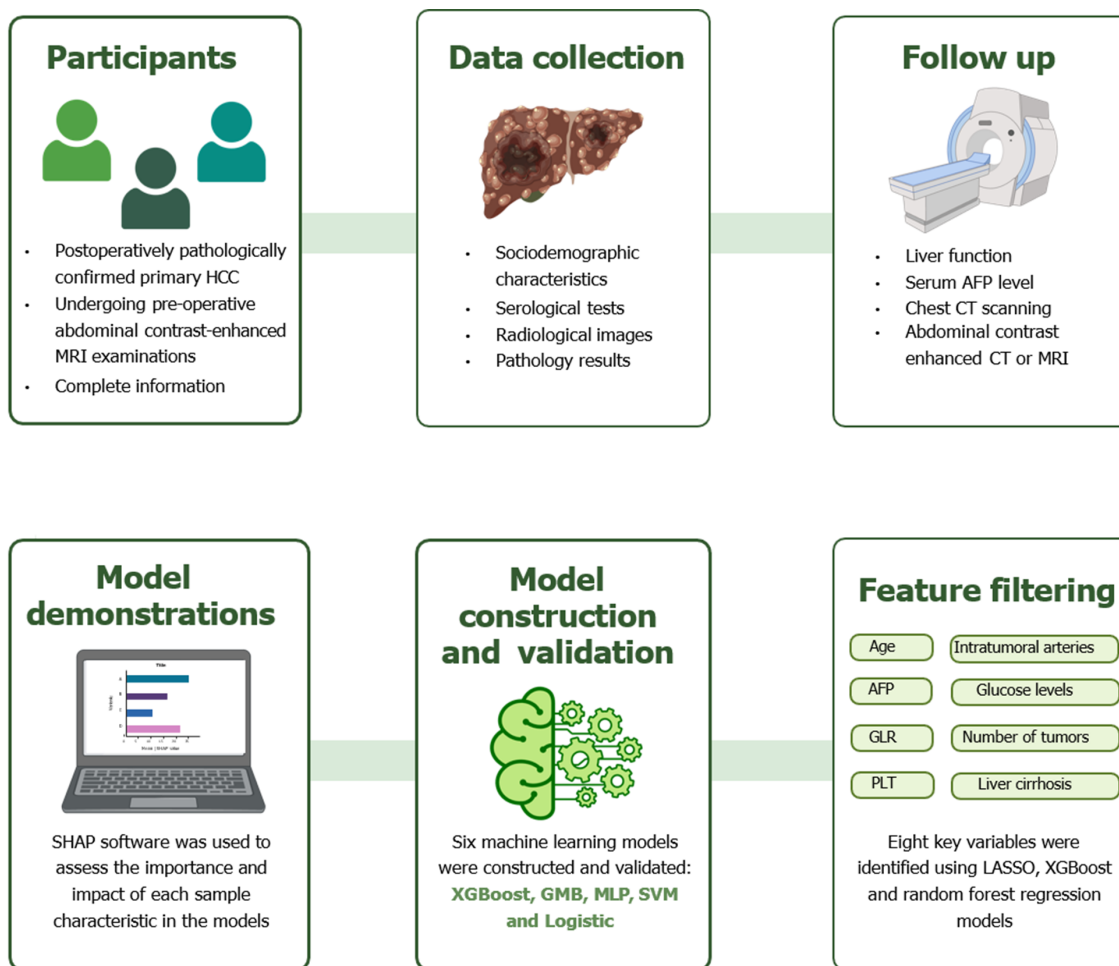 Participants
• Postoperatively pathologically
confirmed primary HCC
• Undergoing pre-operative
abdominal contrast-enhanced
MRI examinations
• Complete information
Data collection
• Sociodemographic
characteristics
• Serological tests
• Radiological images
• Pathology results
Follow up
• Liver function
• Serum AFP level
• Chest CT scanning
• Abdominal contrast
enhanced CT or MRI
Model
demonstrations
Title
A
B
C
D
SHAP software was used to
assess the importance and
impact of each sample
characteristic in the models
Model
construction
and validation
Six machine learning models
were constructed and validated:
XGBoost, GMB, MLP, SVM
and Logistic
Feature filtering
Age
Intratumoral arteries
AFP
Glucose levels
GLR
Number of tumors
PLT
Liver cirrhosis
Eight key variables were
identified using LASSO, XGBoost
and random forest regression
models